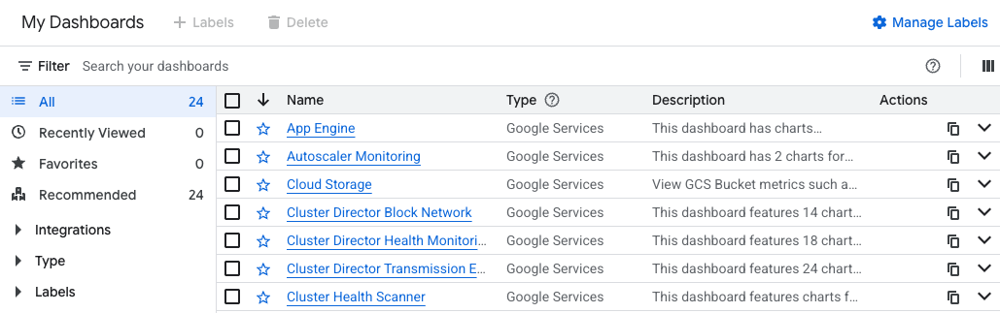 My Dashboards + Labels Delete Manage Labels
Filter Search your dashboards
All 24
Recently Viewed 0
Favorites 0
Recommended 24
Integrations
Type
Labels
Name Type Description Actions
App Engine Google Services This dashboard has charts…
Autoscaler Monitoring Google Services This dashboard has 2 charts for…
Cloud Storage Google Services View GCS Bucket metrics such a…
Cluster Director Block Network Google Services This dashboard features 14 chart…
Cluster Director Health Monitori… Google Services This dashboard features 18 chart…
Cluster Director Transmission E… Google Services This dashboard features 24 chart…
Cluster Health Scanner Google Services This dashboard features charts f…